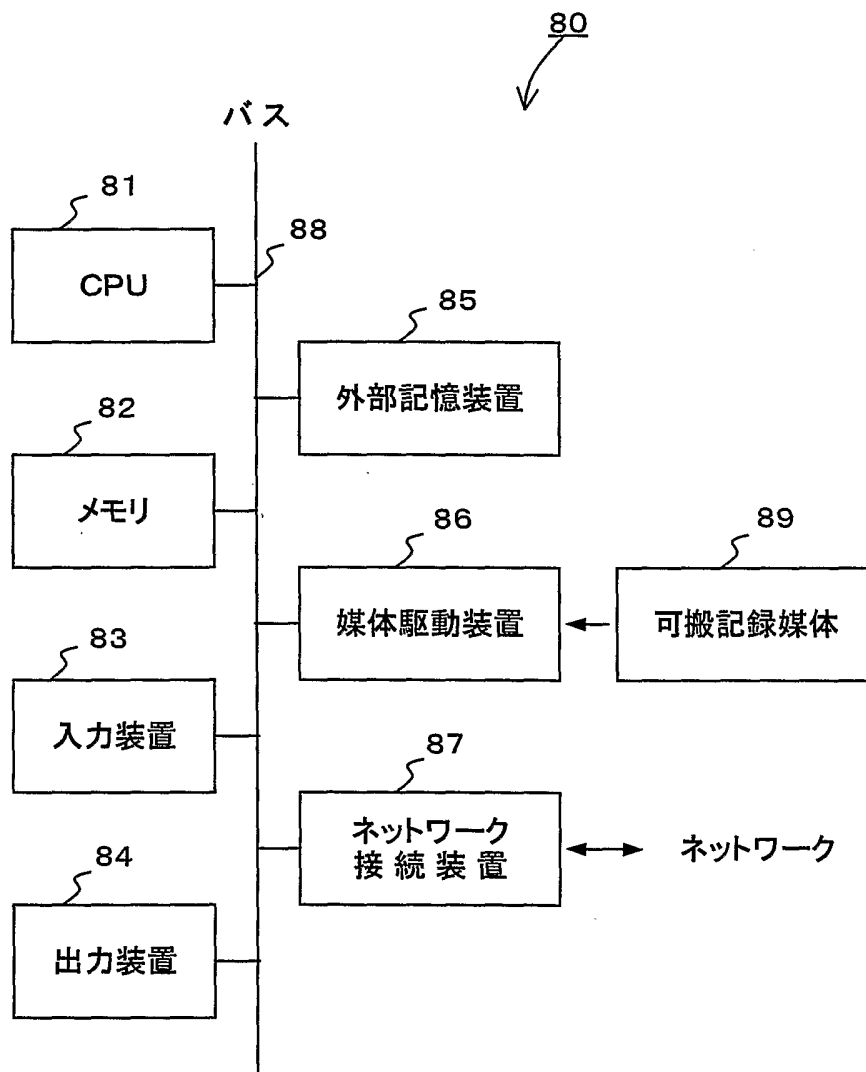 80
バス
81
88
CPU
85
外部記憶装置
82
メモリ
86
89
媒体駆動装置
可搬記録媒体
83
入力装置
87
ネットワーク
接続装置
ネットワーク
84
出力装置